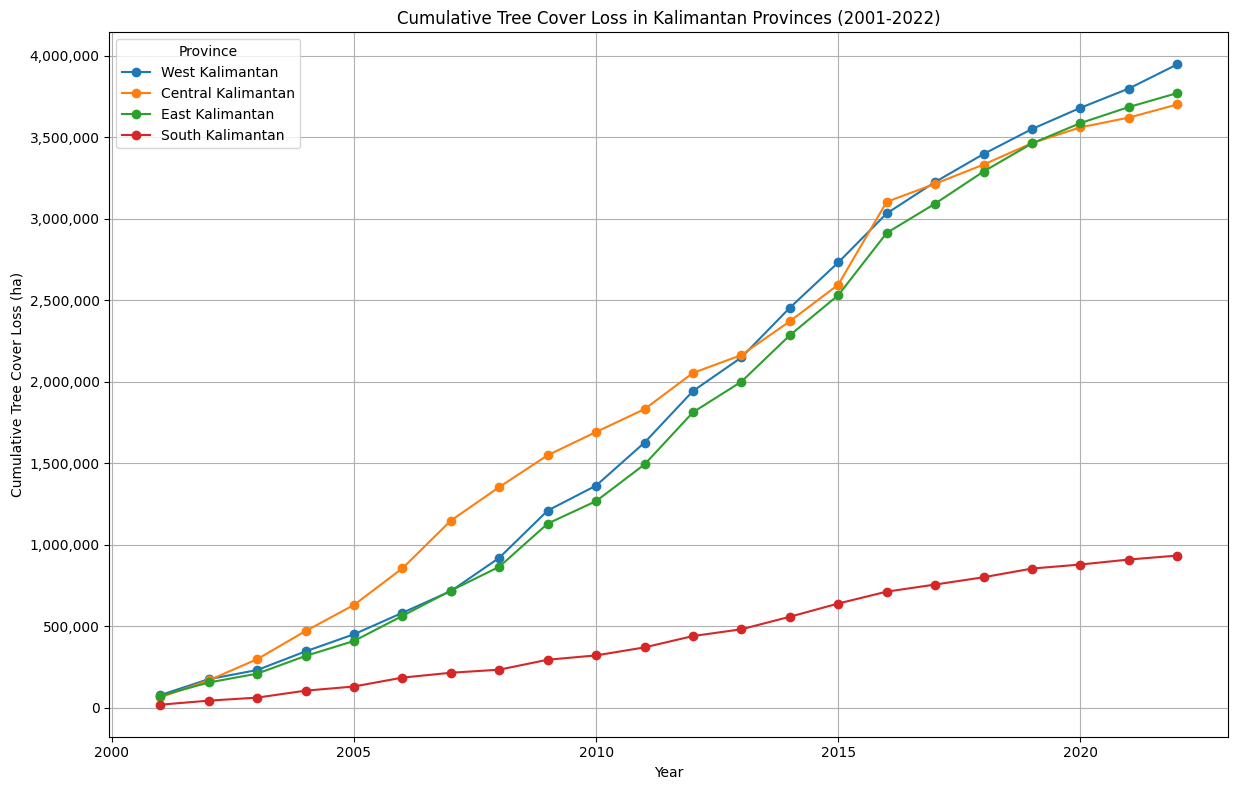 Cumulative Tree Cover Loss in Kalimantan Provinces (2001-2022)
Province
West Kalimantan
Central Kalimantan
East Kalimantan
South Kalimantan
Cumulative Tree Cover Loss (ha)
4,000,000
3,500,000
3,000,000
2,500,000
2,000,000
1,500,000
1,000,000
500,000
0
2000 2005 2010 2015 2020
Year